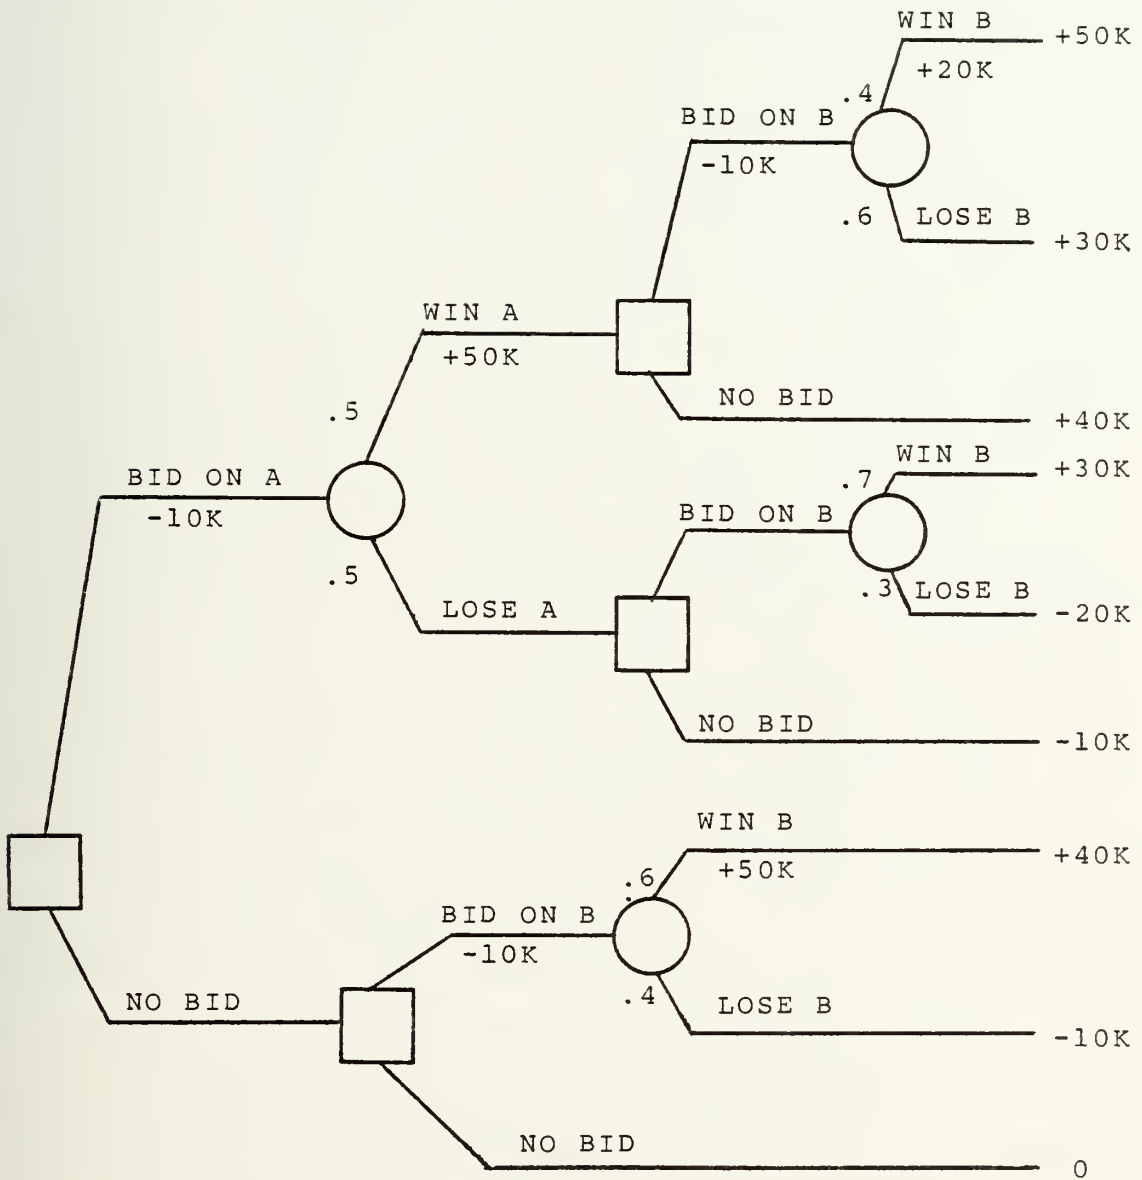 WIN B
+50K
+20K
.4
BID ON B
-10K
.6 LOSE B
+30K
WIN A
+50K
NO BID
+40K
.5
WIN B
+30K
.7
BID ON A
-10K
BID ON B
.5
.3 LOSE B
-20K
LOSE A
NO BID
-10K
WIN B
+40K
+50K
.6
BID ON B
-10K
.4
LOSE B
-10K
NO BID
NO BID
0